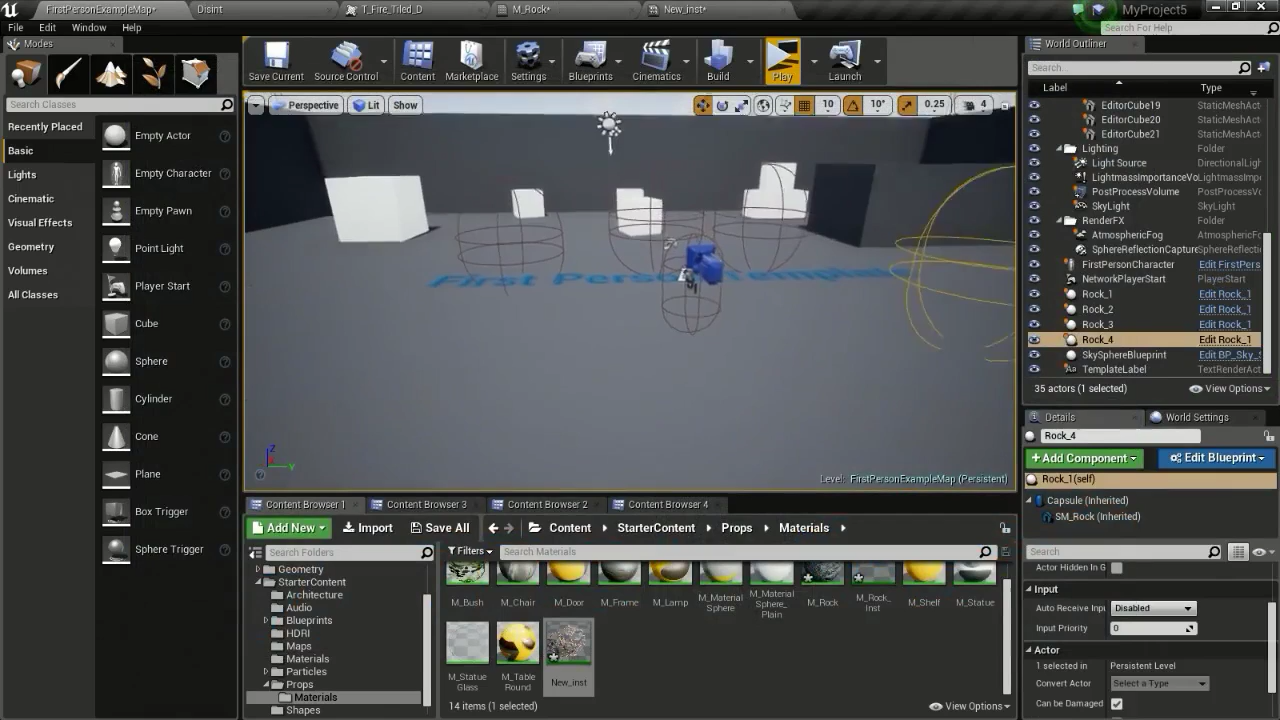 FirstPersonExampleMap*
Disint
T_Fire_Tiled_D
M_Rock*
New_inst*
MyProject5
File Edit Window Help
Search For Help
Modes
Search Classes
Recently Placed
Basic
Lights
Cinematic
Visual Effects
Geometry
Volumes
All Classes
Empty Actor
Empty Character
Empty Pawn
Point Light
Player Start
Cube
Sphere
Cylinder
Cone
Plane
Box Trigger
Sphere Trigger
Save Current
Source Control
Content
Marketplace
Settings
Blueprints
Cinematics
Build
Play
Launch
Perspective
Lit
Show
10
10°
0.25
4
Level: FirstPersonExampleMap (Persistent)
World Outliner
Search...
Label Type
EditorCube19 StaticMeshAct
EditorCube20 StaticMeshAct
EditorCube21 StaticMeshAct
Lighting Folder
Light Source DirectionalLigh
LightmassImportanceVo LightmassImpo
PostProcessVolume PostProcessVo
SkyLight SkyLight
RenderFX Folder
AtmosphericFog AtmosphericFo
SphereReflectionCapture SphereReflecti
FirstPersonCharacter Edit FirstPers
NetworkPlayerStart PlayerStart
Rock_1 Edit Rock_1
Rock_2 Edit Rock_1
Rock_3 Edit Rock_1
Rock_4 Edit Rock_1
SkySphereBlueprint Edit BP_Sky_S
TemplateLabel TextRenderAct
35 actors (1 selected)
View Options
Details
World Settings
Rock_4
Add Component
Edit Blueprint
Rock_1(self)
Capsule (Inherited)
SM_Rock (Inherited)
Search
Actor Hidden In G
Input
Auto Receive Inpu Disabled
Input Priority 0
Actor
1 selected in Persistent Level
Convert Actor Select a Type
Can be Damaged
Content Browser 1
Content Browser 3
Content Browser 2
Content Browser 4
Add New
Import
Save All
Content
StarterContent
Props
Materials
Search Folders
Geometry
StarterContent
Architecture
Audio
Blueprints
HDRI
Maps
Materials
Particles
Props
Materials
Shapes
Filters
Search Materials
M_Bush
M_Chair
M_Door
M_Frame
M_Lamp
M_Material
Sphere
M_Material
Sphere_
Plain
M_Rock
M_Rock_
Inst
M_Shelf
M_Statue
M_Statue
Glass
M_Table
Round
New_inst
14 items (1 selected)
View Options